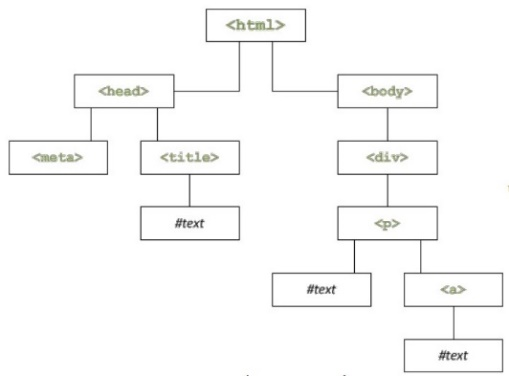 <html>
<head>
<body>
<meta>
<title>
<div>
#text
<p>
#text
<a>
#text